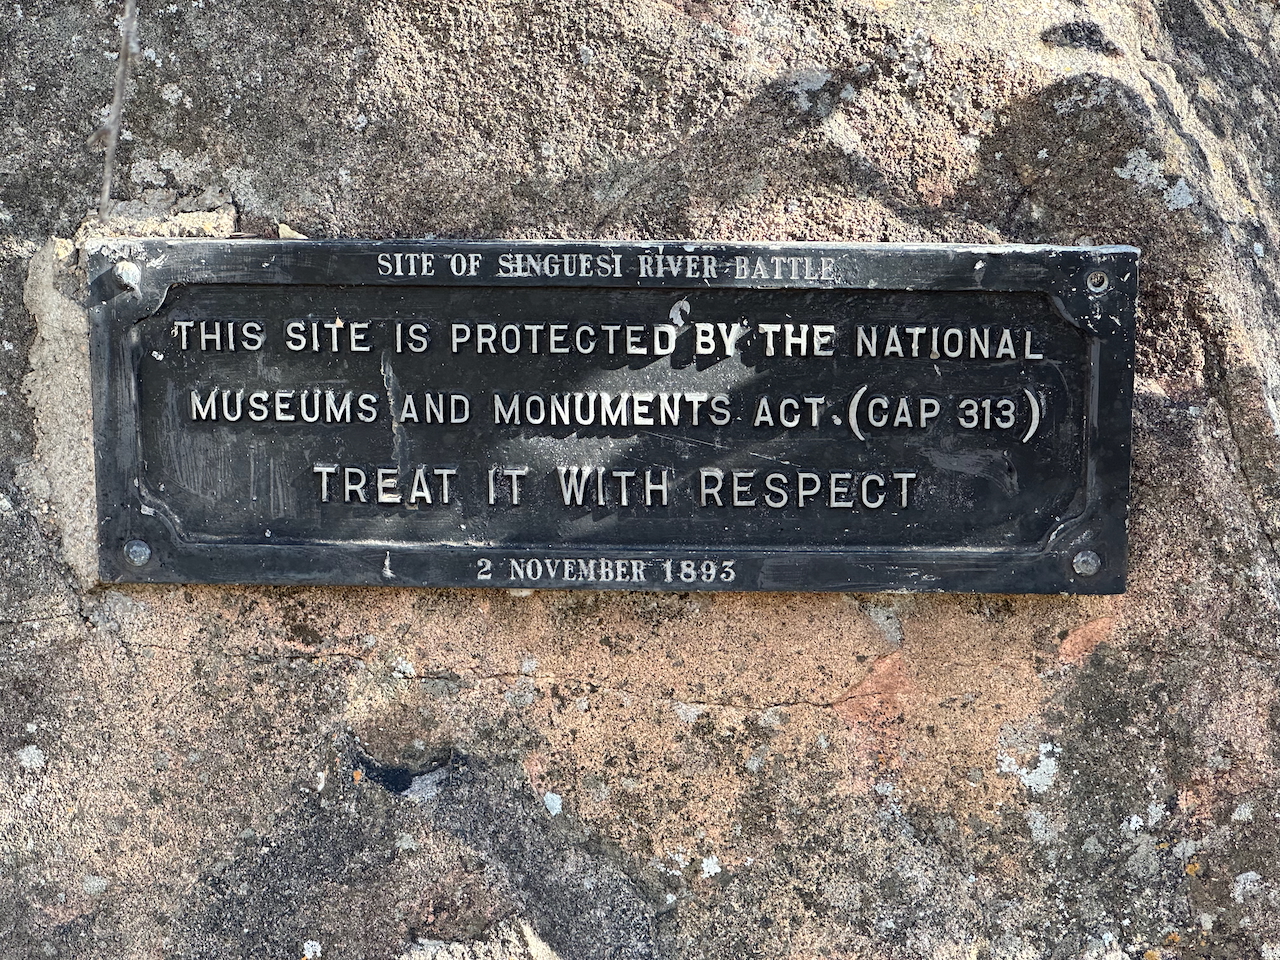 SITE OF SINGUESI RIVER BATTLE
THIS SITE IS PROTECTED BY THE NATIONAL
MUSEUMS AND MONUMENTS ACT. (CAP 313)
TREAT IT WITH RESPECT
2 NOVEMBER 1893